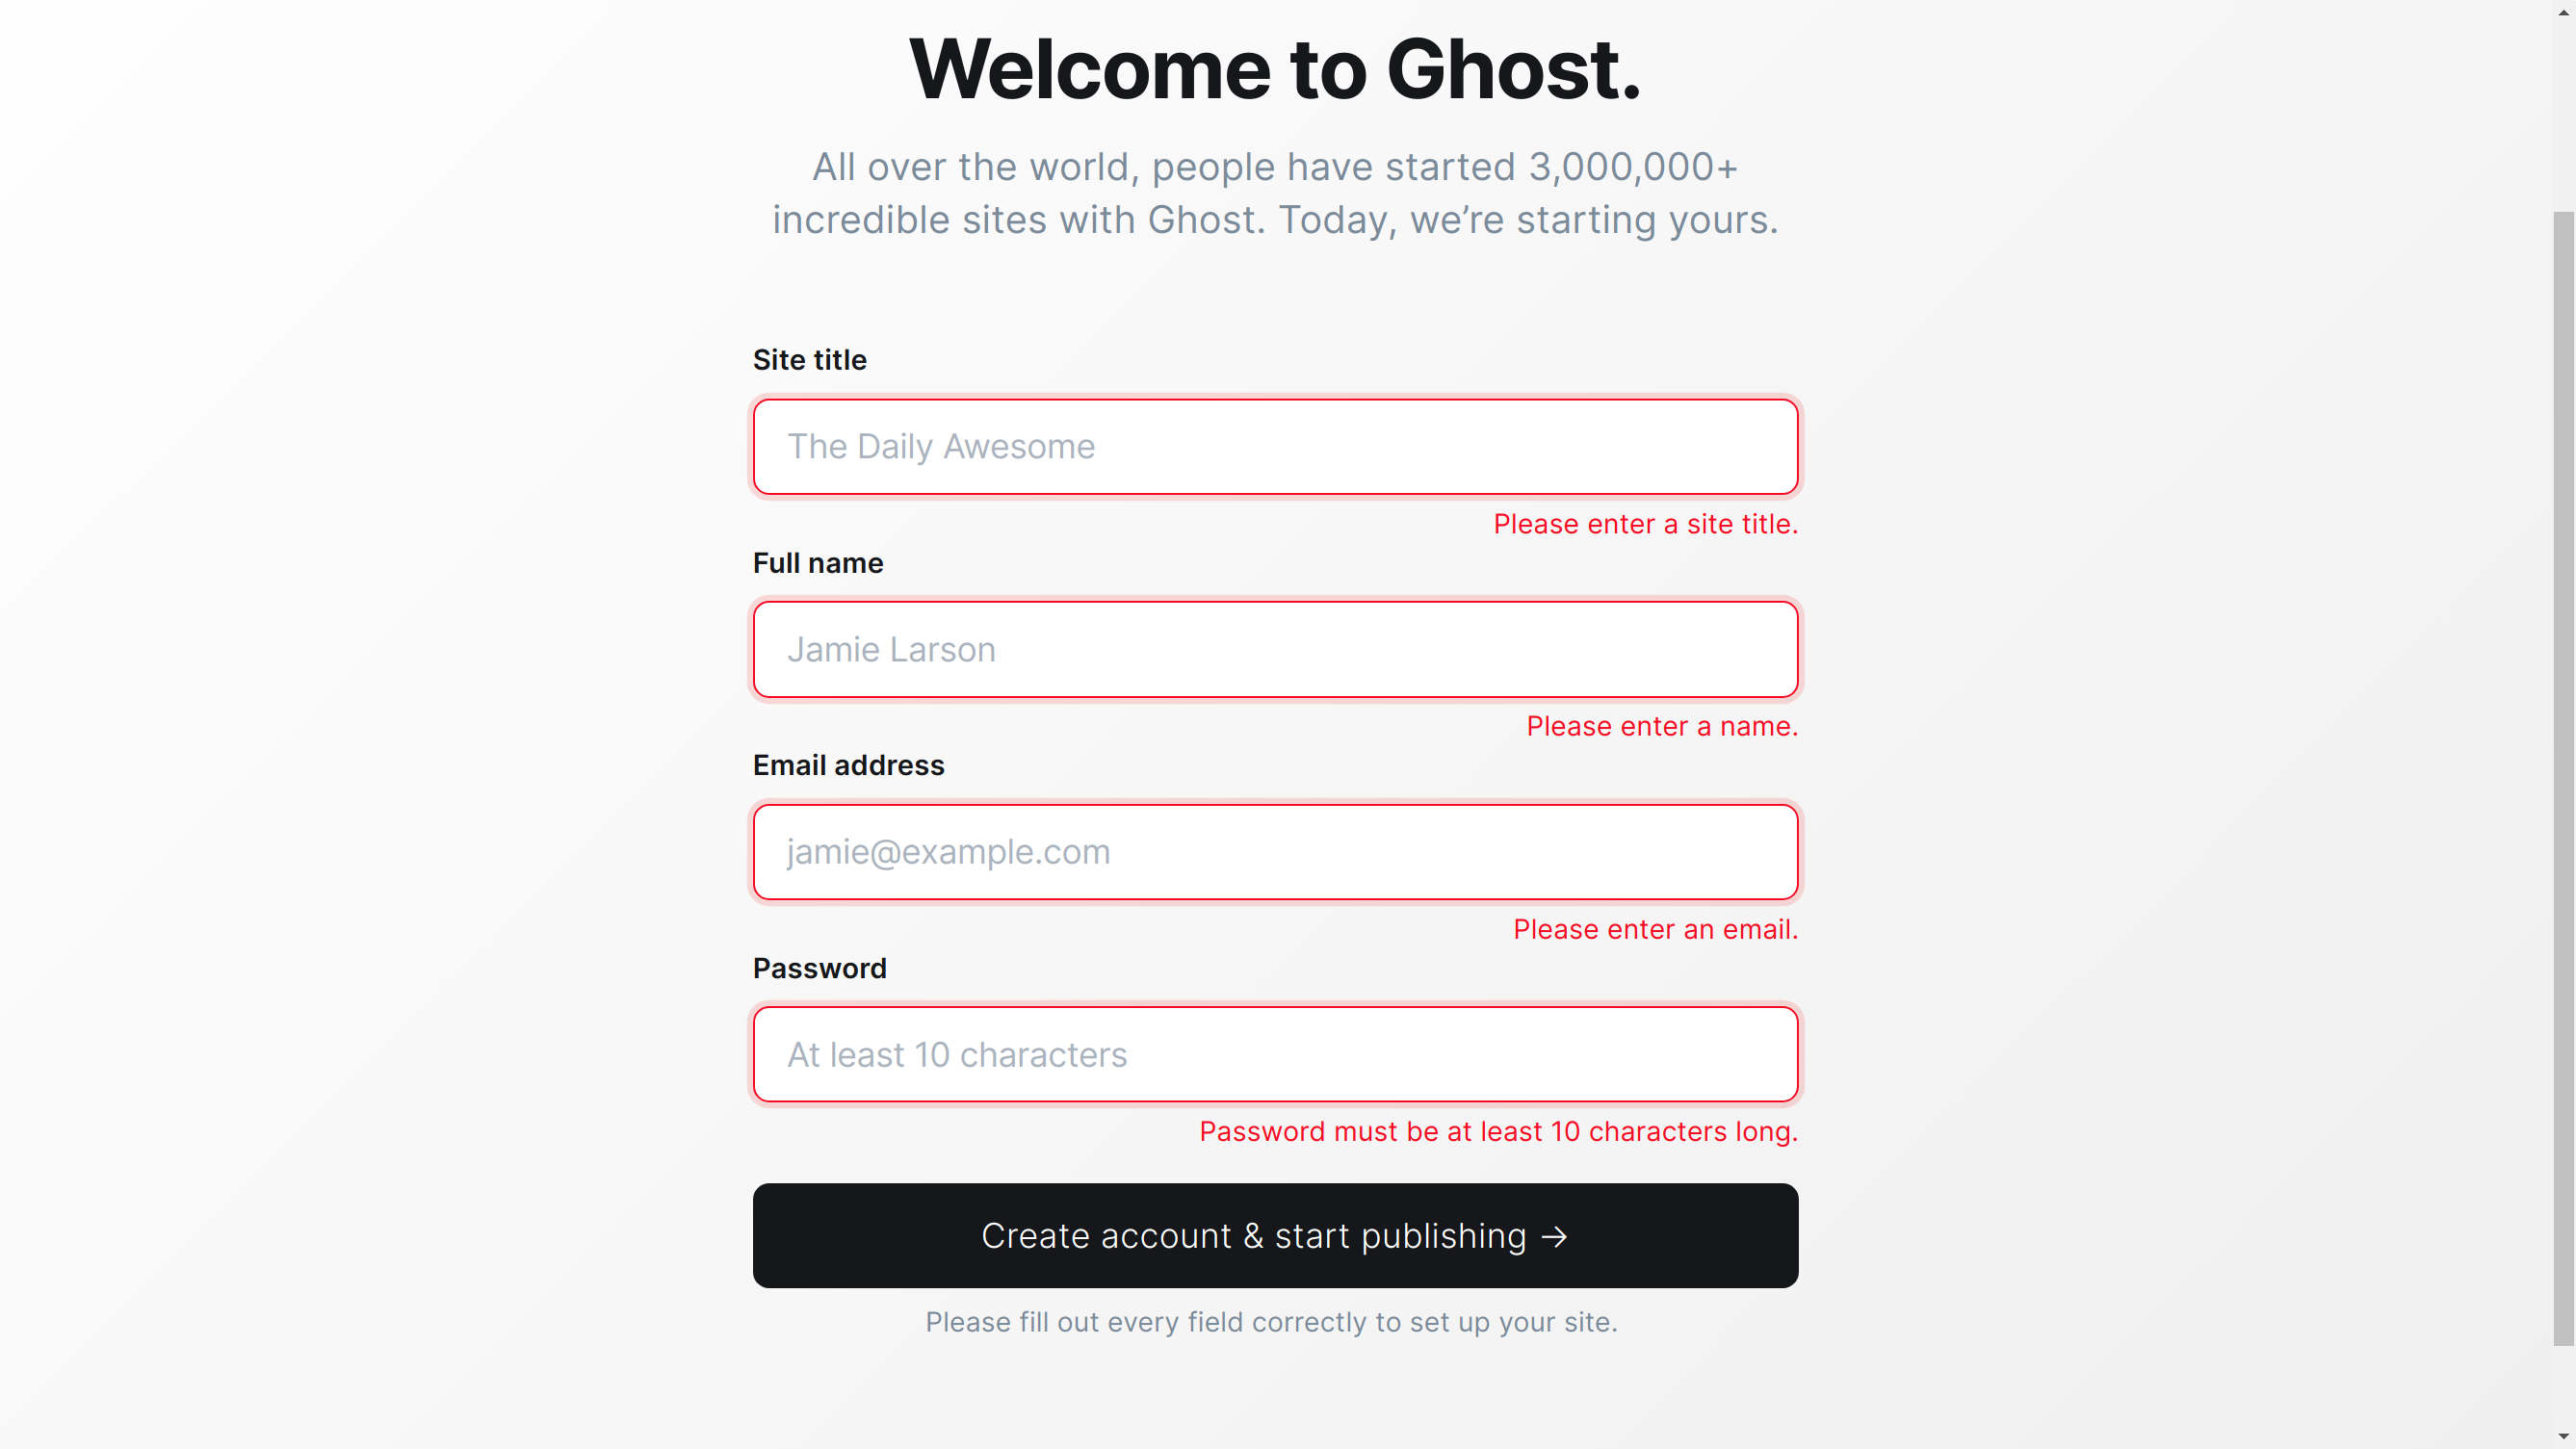 Welcome to Ghost.
All over the world, people have started 3,000,000+
incredible sites with Ghost. Today, we’re starting yours.
Site title
The Daily Awesome
Please enter a site title.
Full name
Jamie Larson
Please enter a name.
Email address
jamie@example.com
Please enter an email.
Password
At least 10 characters
Password must be at least 10 characters long.
Create account & start publishing →
Please fill out every field correctly to set up your site.